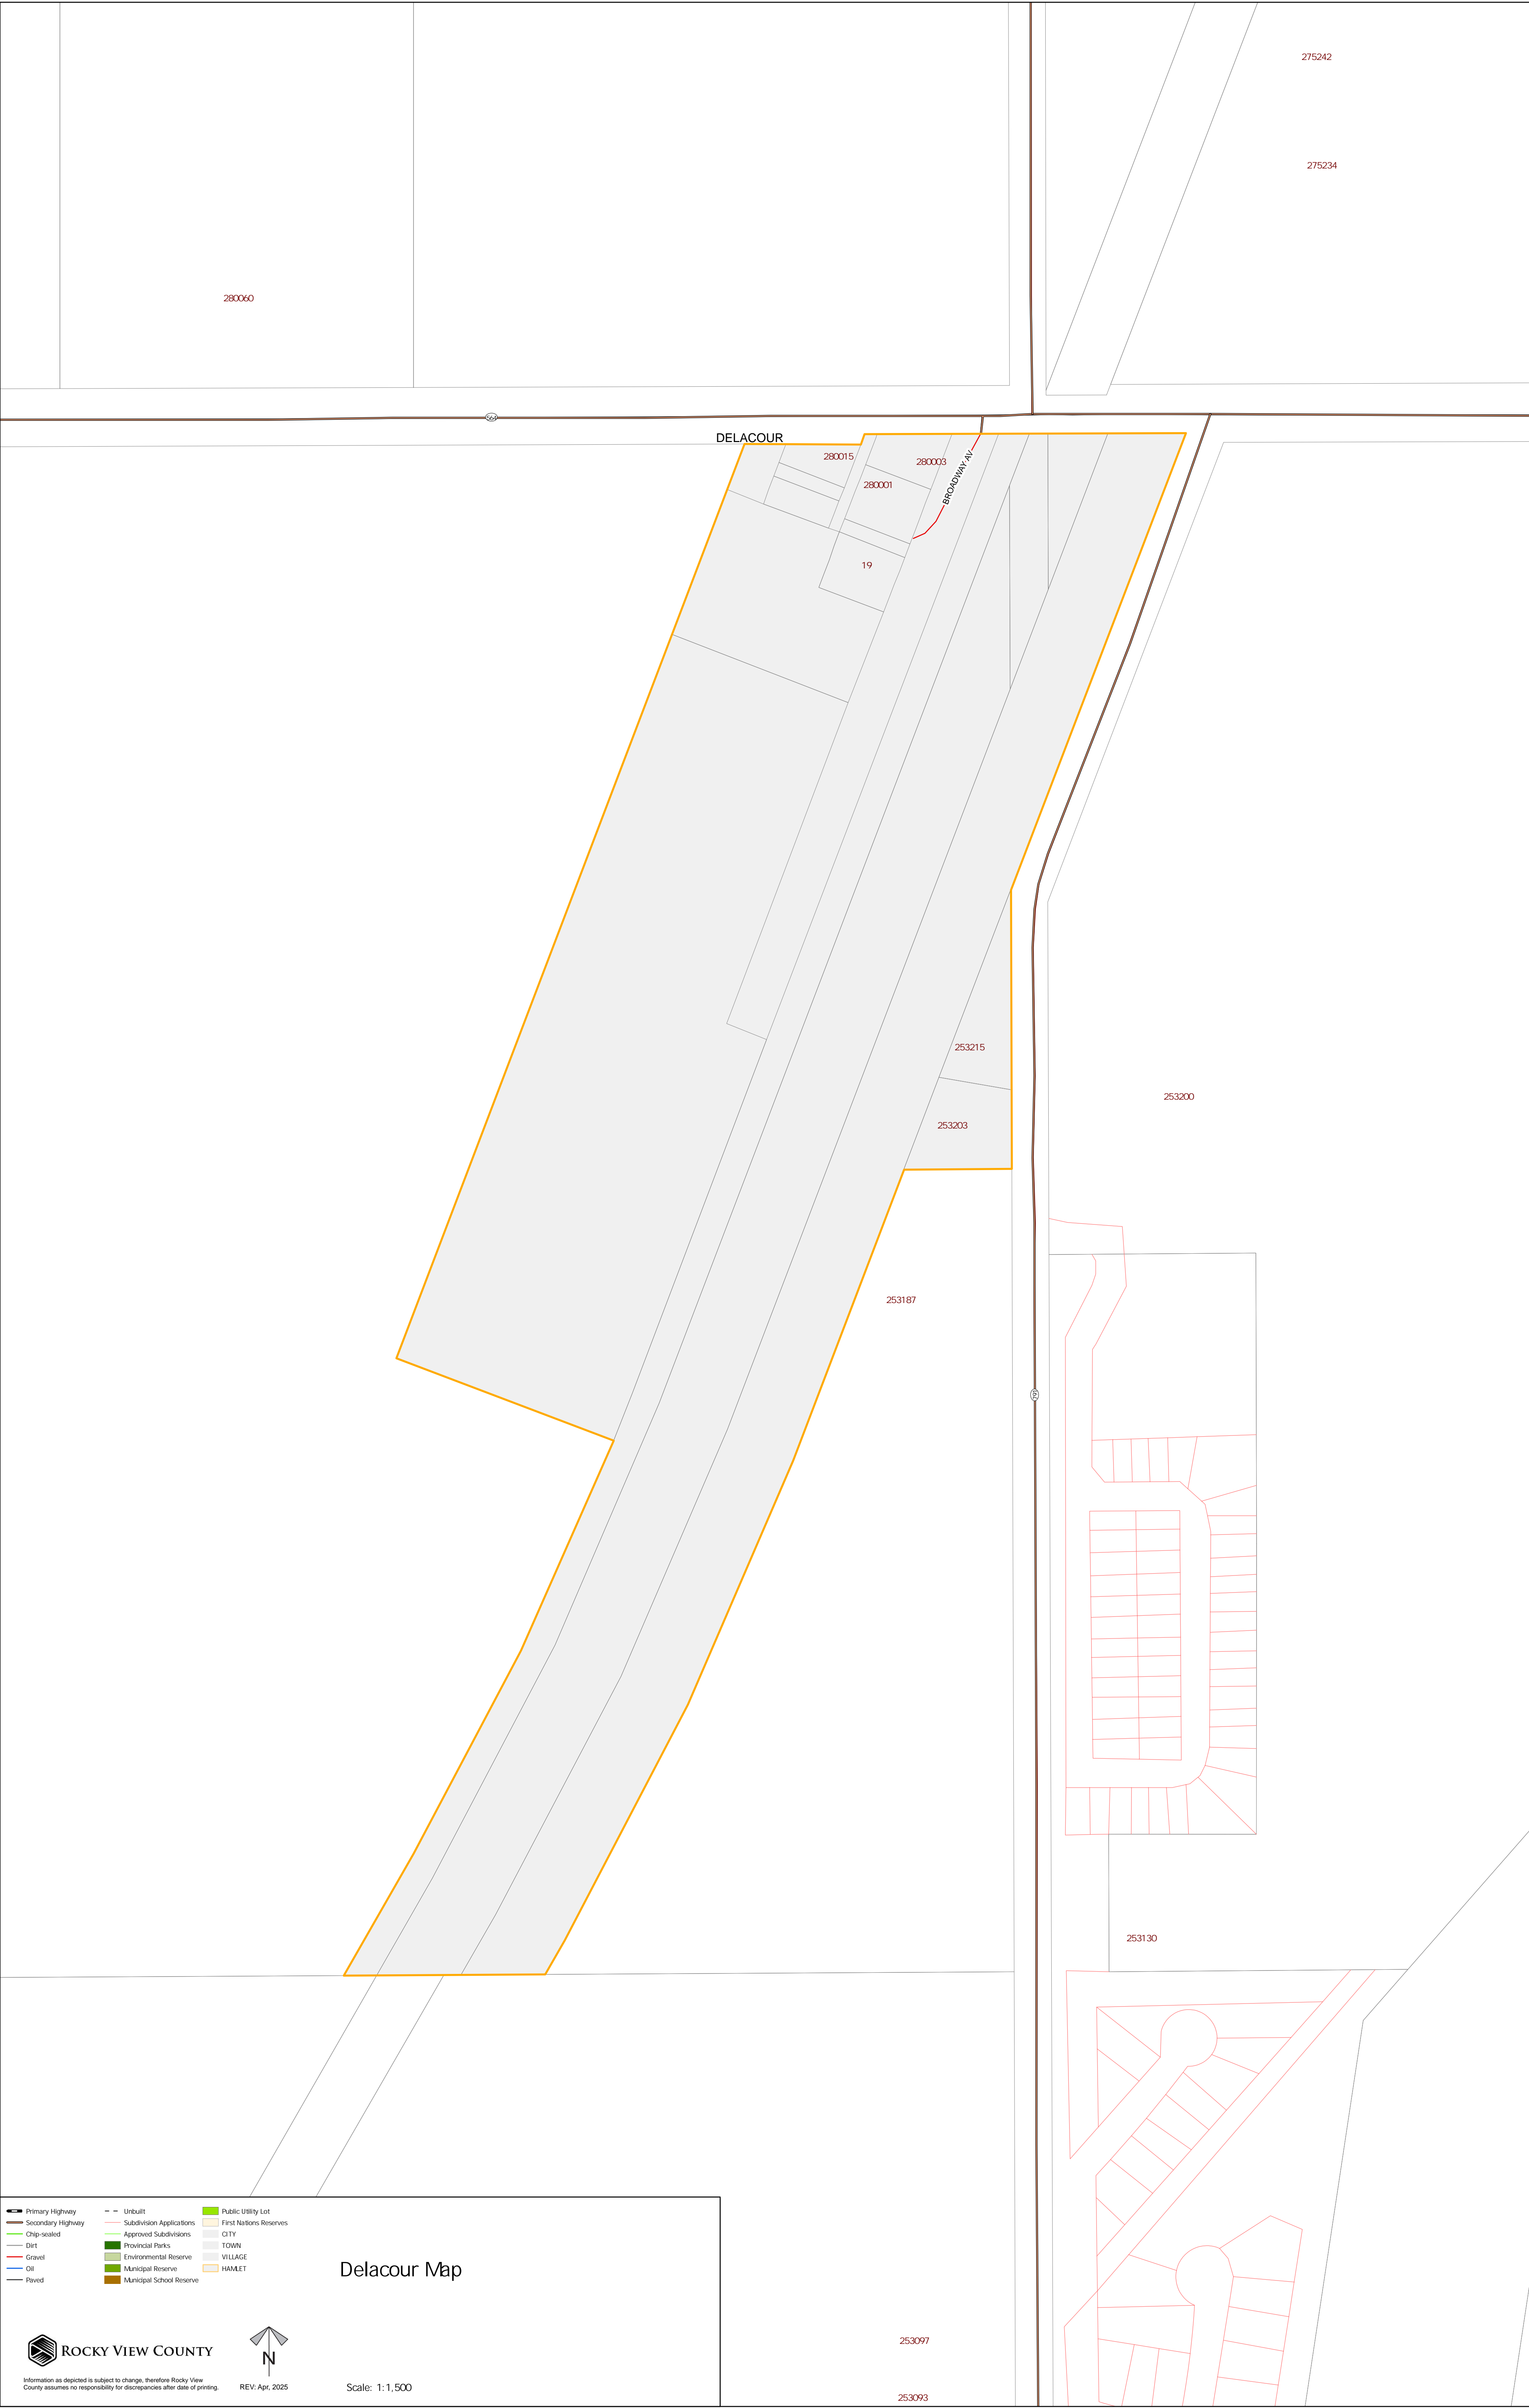 275242
275234
280060
564
DELACOUR
280015
280003
280001
BROADWAY AV
19
253215
253200
253203
253187
791
253130
Primary Highway
Secondary Highway
Chip-sealed
Dirt
Gravel
Oil
Paved
Unbuilt
Subdivision Applications
Approved Subdivisions
Provincial Parks
Environmental Reserve
Municipal Reserve
Municipal School Reserve
Public Utility Lot
First Nations Reserves
CITY
TOWN
VILLAGE
HAMLET
Delacour Map
ROCKY VIEW COUNTY
N
Information as depicted is subject to change, therefore Rocky View
County assumes no responsibility for discrepancies after date of printing.
REV: Apr, 2025
Scale: 1:1,500
253097
253093